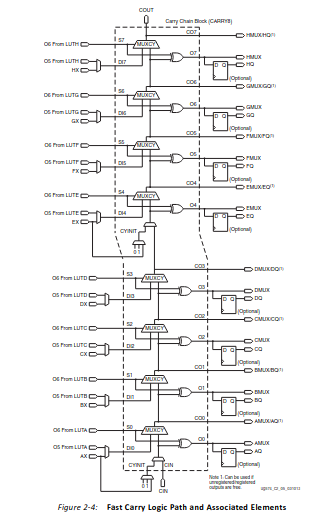 COUT
Carry Chain Block (CARRY8)
CO7 HMUX/HQ(1)
O6 From LUTH S7 MUXCY
O7 HMUX
O5 From LUTH DI7 D Q HQ
HX (Optional)
CO6 GMUX/GQ(1)
O6 From LUTG S6 MUXCY
O6 GMUX
O5 From LUTG DI6 D Q GQ
GX (Optional)
CO5 FMUX/FQ(1)
O6 From LUTF S5 MUXCY
O5 FMUX
O5 From LUTF DI5 D Q FQ
FX (Optional)
CO4 EMUX/EQ(1)
O6 From LUTE S4 MUXCY
O4 EMUX
O5 From LUTE DI4 D Q EQ
EX (Optional)
CYINIT
0 1
CO3 DMUX/DQ(1)
O6 From LUTD S3 MUXCY
O3 DMUX
O5 From LUTD DI3 D Q DQ
DX (Optional)
CO2 CMUX/CQ(1)
O6 From LUTC S2 MUXCY
O2 CMUX
O5 From LUTC DI2 D Q CQ
CX (Optional)
CO1 BMUX/BQ(1)
O6 From LUTB S1 MUXCY
O1 BMUX
O5 From LUTB DI1 D Q BQ
BX (Optional)
CO0 AMUX/AQ(1)
O6 From LUTA S0 MUXCY
O0 AMUX
O5 From LUTA DI0 D Q AQ
AX (Optional)
CYINIT CIN
0 1
CIN
Note 1. Can be used if
unregistered/registered
outputs are free.
Figure 2-4: Fast Carry Logic Path and Associated Elements